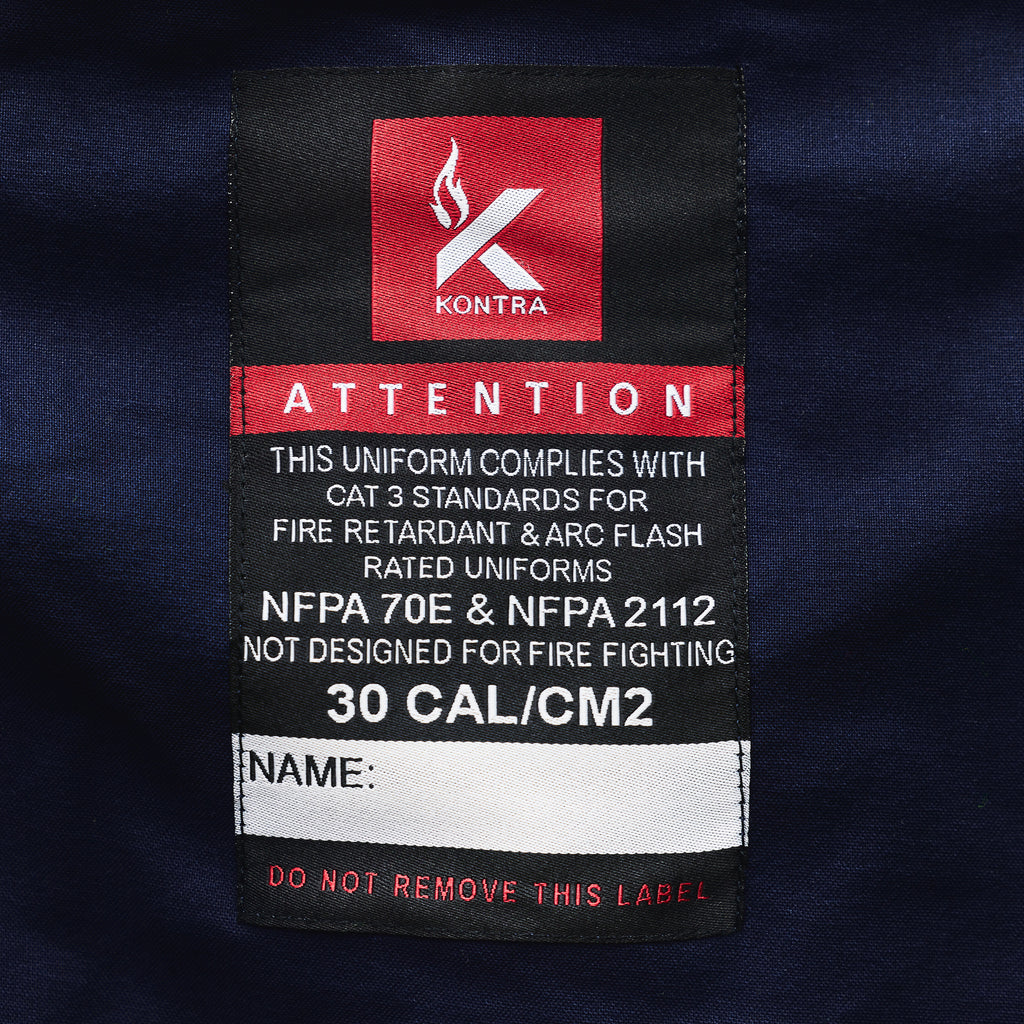 KONTRA
ATTENTION
THIS UNIFORM COMPLIES WITH
CAT 3 STANDARDS FOR
FIRE RETARDANT & ARC FLASH
RATED UNIFORMS
NFPA 70E & NFPA 2112
NOT DESIGNED FOR FIRE FIGHTING
30 CAL/CM2
NAME:
DO NOT REMOVE THIS LABEL